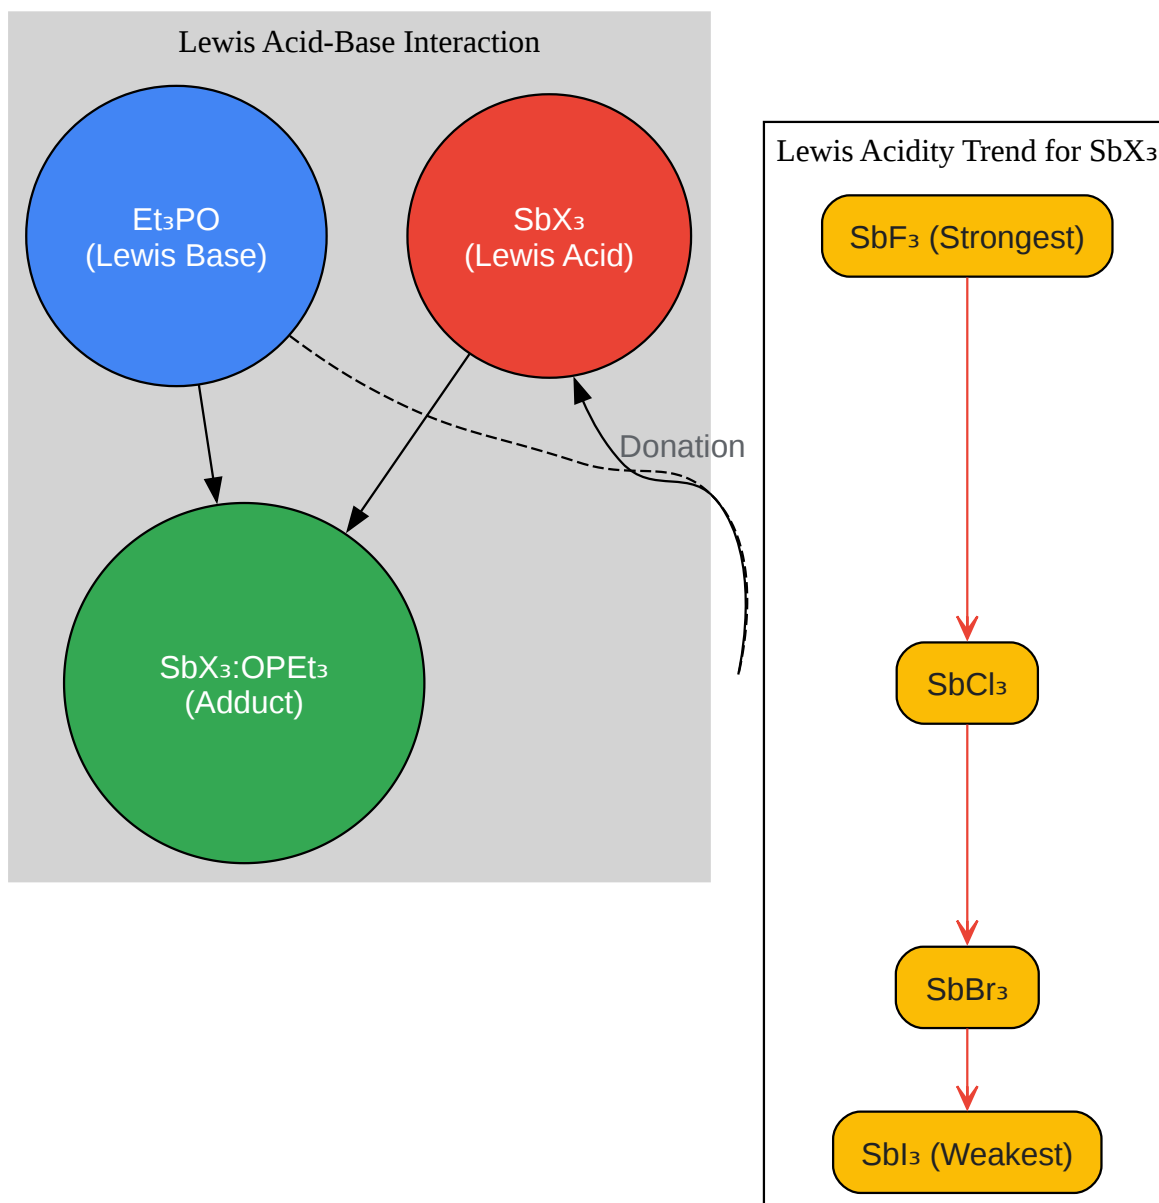 Lewis Acid-Base Interaction
Et₃PO
(Lewis Base)
SbX₃
(Lewis Acid)
Donation
SbX₃:OPEt₃
(Adduct)
Lewis Acidity Trend for SbX₃
SbF₃ (Strongest)
SbCl₃
SbBr₃
SbI₃ (Weakest)